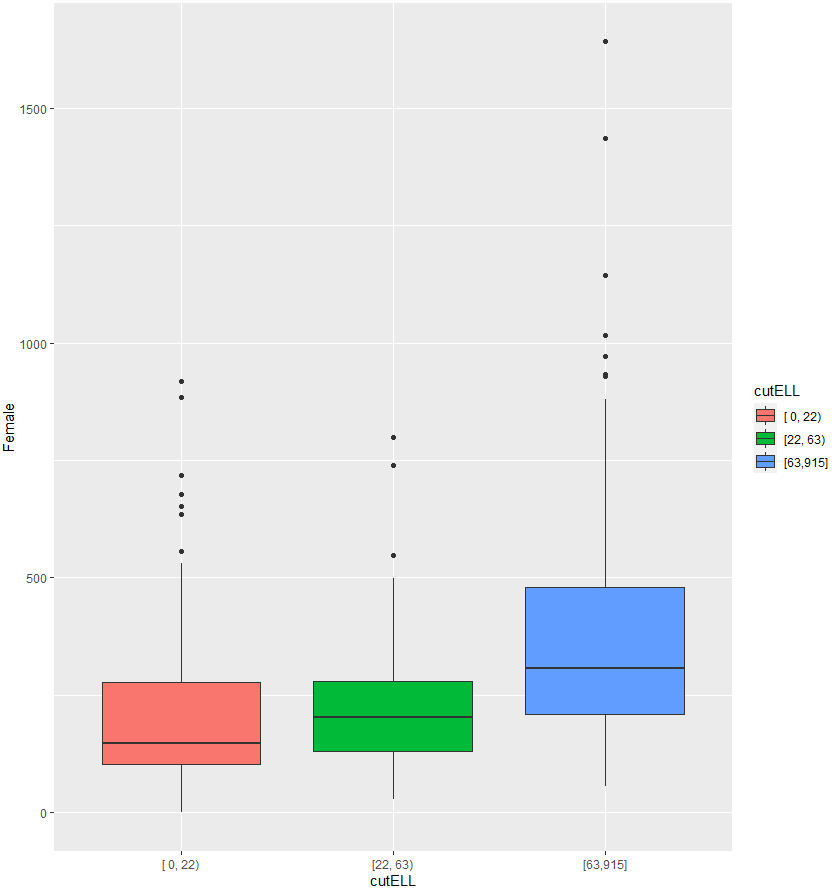 1500
1000
500
0
Female
[ 0, 22)
[22, 63)
[63,915]
cutELL
cutELL
[ 0, 22)
[22, 63)
[63,915]